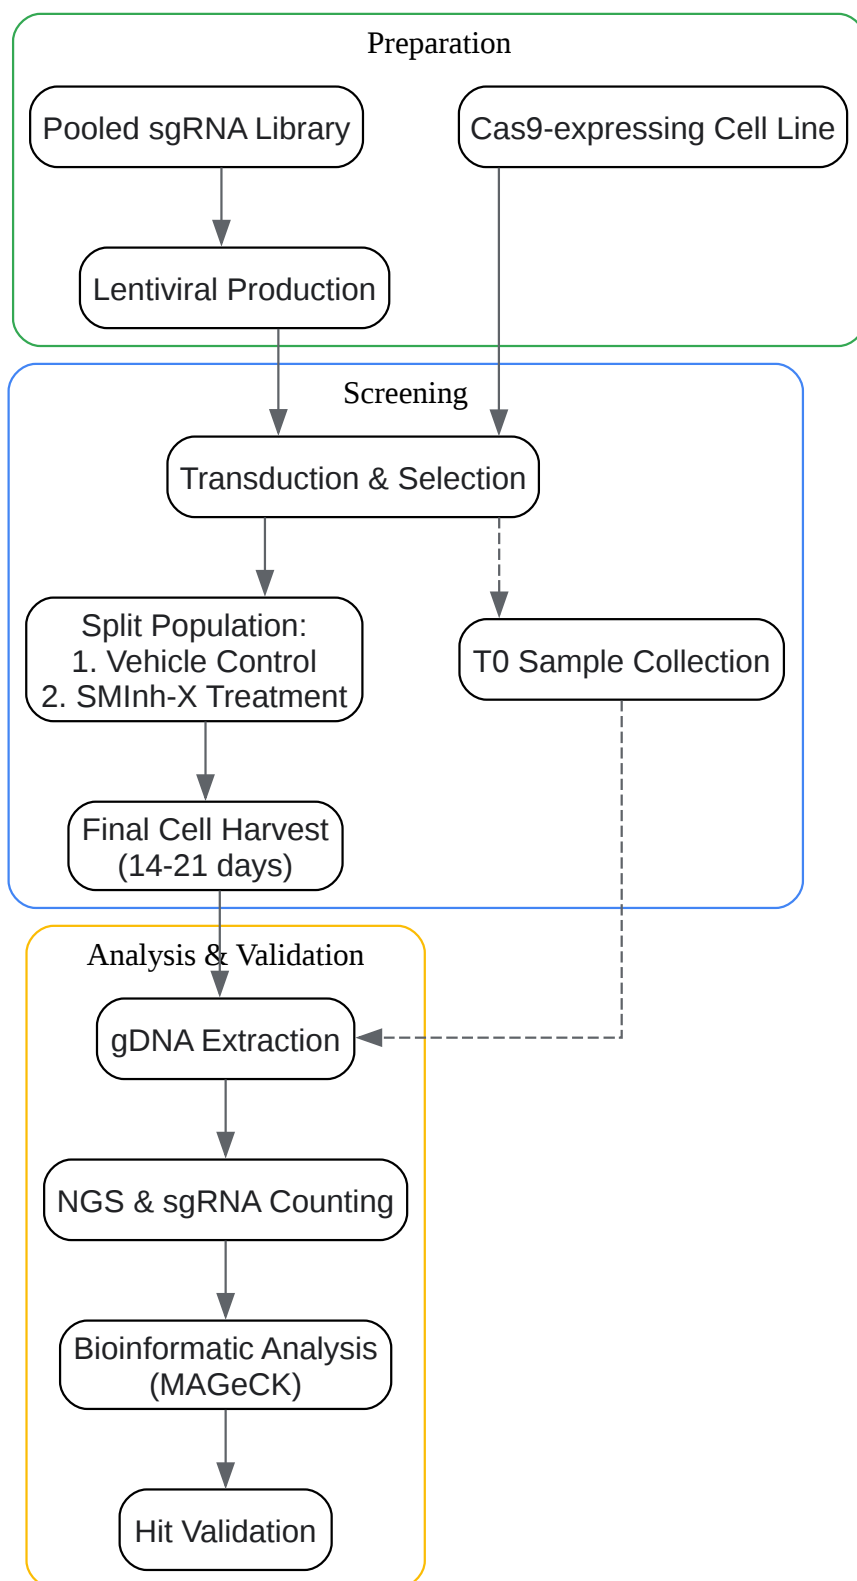 Preparation
Pooled sgRNA Library
Cas9-expressing Cell Line
Lentiviral Production
Screening
Transduction & Selection
Split Population:
1. Vehicle Control
2. SMInh-X Treatment
T0 Sample Collection
Final Cell Harvest
(14-21 days)
Analysis & Validation
gDNA Extraction
NGS & sgRNA Counting
Bioinformatic Analysis
(MAGeCK)
Hit Validation